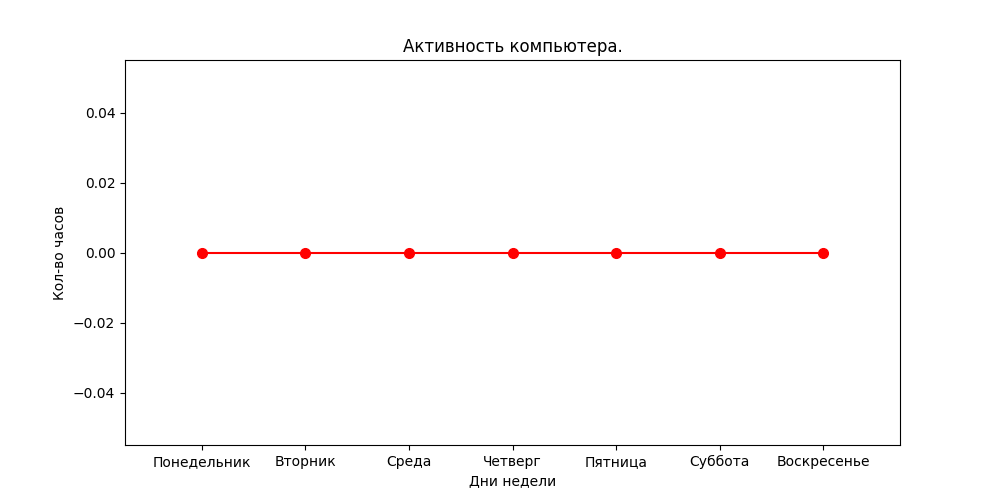 Активность компьютера.
Кол-во часов
0.04
0.02
0.00
−0.02
−0.04
Понедельник Вторник Среда Четверг Пятница Суббота Воскресенье
Дни недели